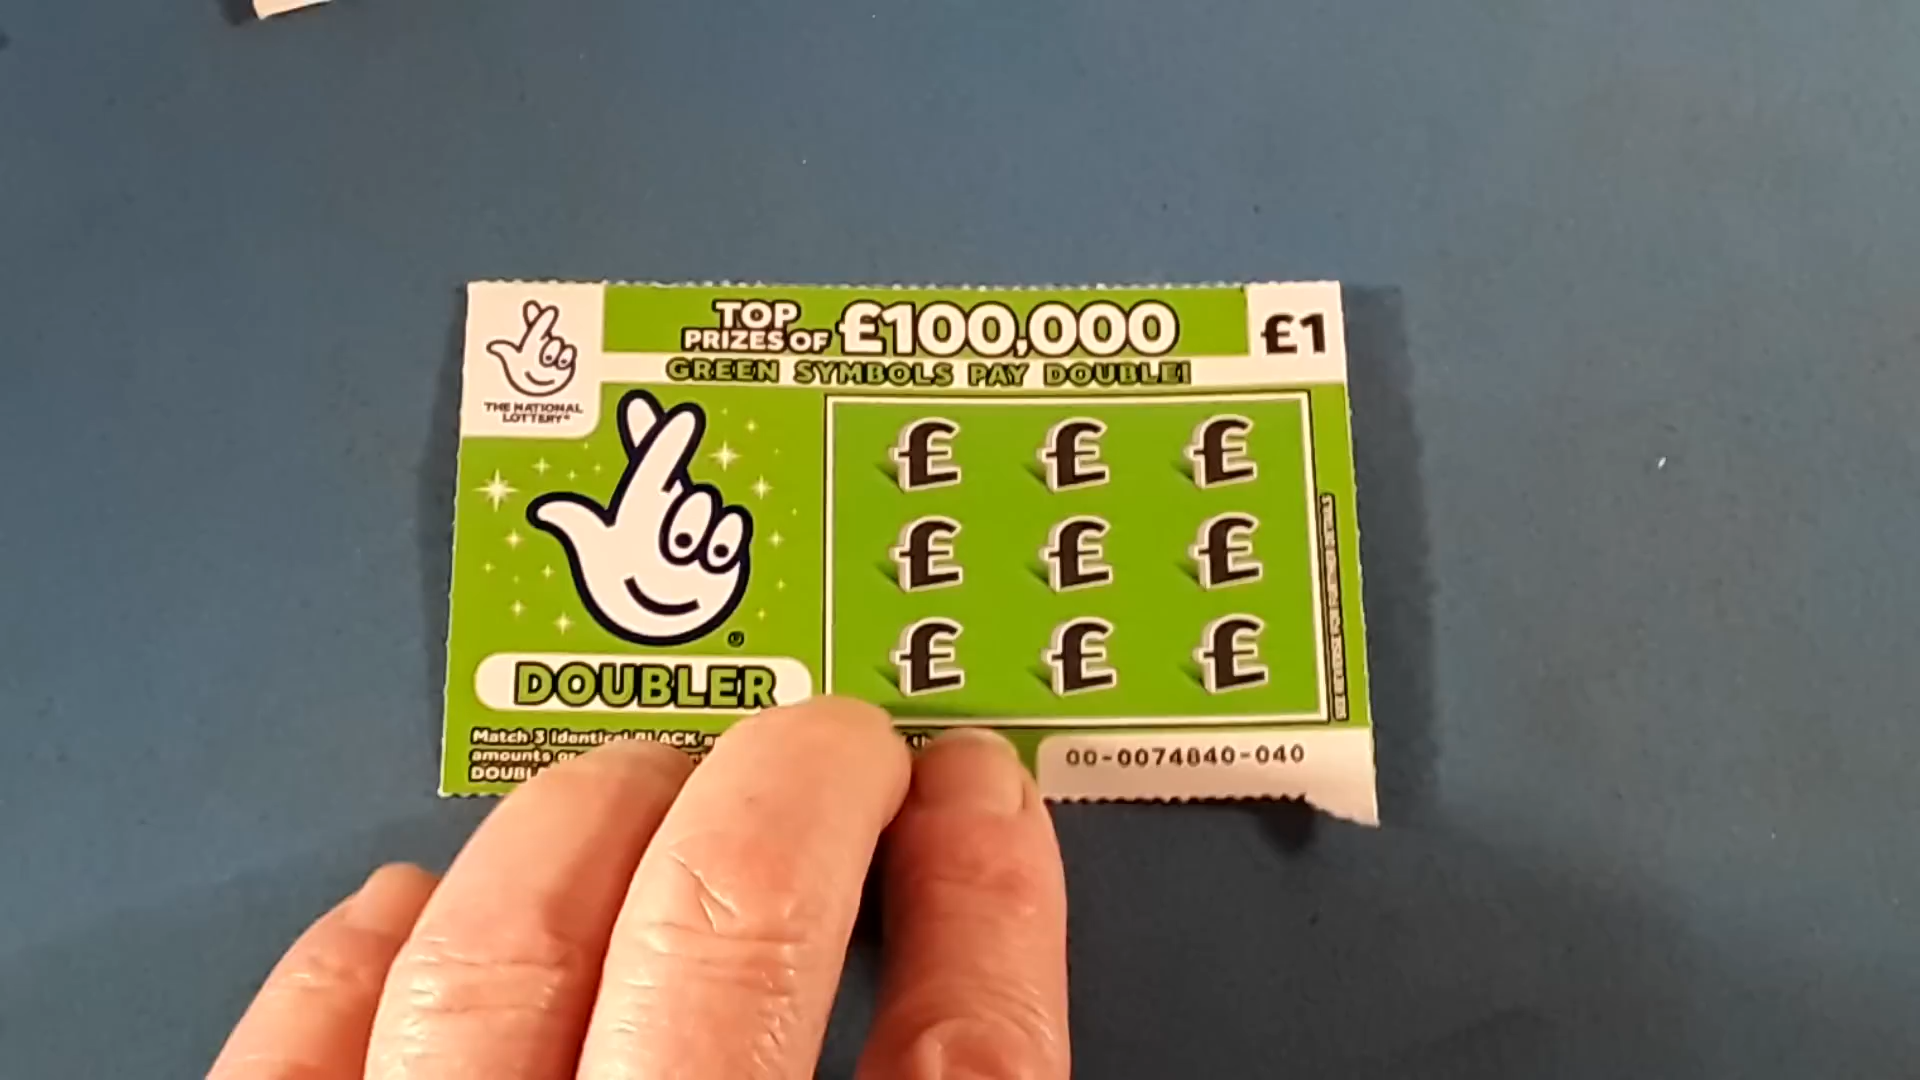 TOP
PRIZES OF £100,000
£1
GREEN SYMBOLS PAY DOUBLE!
THE NATIONAL
LOTTERY®
£ £ £
£ £ £
£ £ £
®
DOUBLER
Match 3 identical BLACK
amounts
00-0074840-040